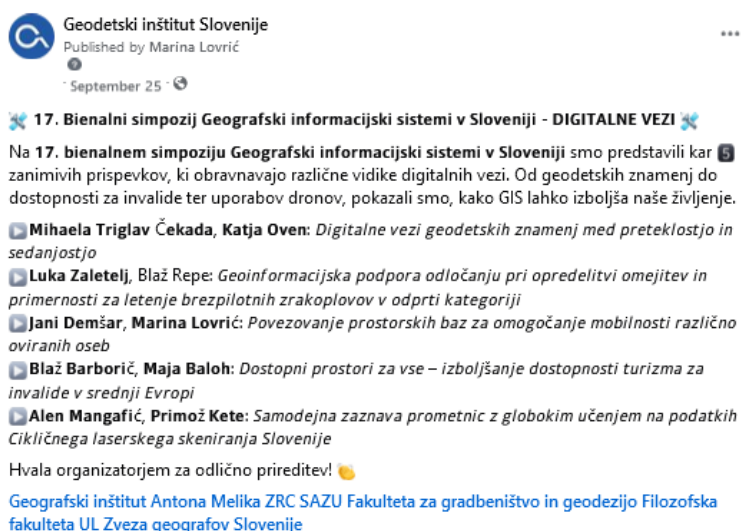 Geodetski inštitut Slovenije
Published by Marina Lovrić
September 25 ·
17. Bienalni simpozij Geografski informacijski sistemi v Sloveniji - DIGITALNE VEZI
Na 17. bienalnem simpoziju Geografski informacijski sistemi v Sloveniji smo predstavili kar 5
zanimivih prispevkov, ki obravnavajo različne vidike digitalnih vezi. Od geodetskih znamenj do
dostopnosti za invalide ter uporabov dronov, pokazali smo, kako GIS lahko izboljša naše življenje.
Mihaela Triglav Čekada, Katja Oven: Digitalne vezi geodetskih znamenj med preteklostjo in
sedanjostjo
Luka Zaletelj, Blaž Repe: Geoinformacijska podpora odločanju pri opredelitvi omejitev in
primernosti za letenje brezpilotnih zrakoplovov v odprti kategoriji
Jani Demšar, Marina Lovrić: Povezovanje prostorskih baz za omogočanje mobilnosti različno
oviranih oseb
Blaž Barborič, Maja Baloh: Dostopni prostori za vse – izboljšanje dostopnosti turizma za
invalide v srednji Evropi
Alen Mangafić, Primož Kete: Samodejna zaznava prometnic z globokim učenjem na podatkih
Cikličnega laserskega skeniranja Slovenije
Hvala organizatorjem za odlično prireditev!
Geografski inštitut Antona Melika ZRC SAZU Fakulteta za gradbeništvo in geodezijo Filozofska
fakulteta UL Zveza geografov Slovenije